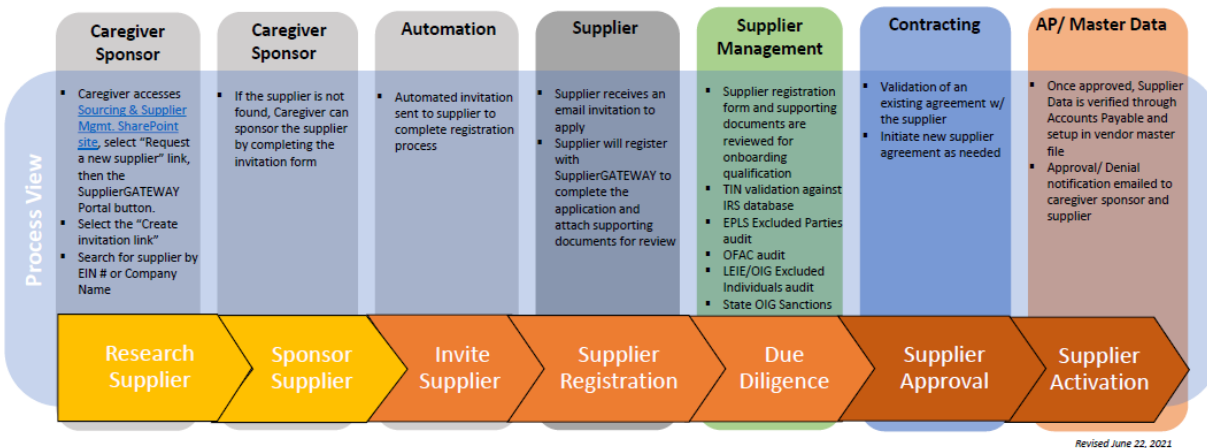 Process View
Caregiver
Sponsor
▪ Caregiver accesses
Sourcing & Supplier
Mgmt. SharePoint
site, select “Request
a new supplier” link,
then the
SupplierGATEWAY
Portal button.
▪ Select the “Create
invitation link”
▪ Search for supplier by
EIN # or Company
Name
Research
Supplier
Caregiver
Sponsor
▪ If the supplier is not
found, Caregiver can
sponsor the supplier
by completing the
invitation form
Sponsor
Supplier
Automation
▪ Automated invitation
sent to supplier to
complete registration
process
Invite
Supplier
Supplier
▪ Supplier receives an
email invitation to
apply
▪ Supplier will register
with
SupplierGATEWAY to
complete the
application and
attach supporting
documents for review
Supplier
Registration
Supplier
Management
▪ Supplier registration
form and supporting
documents are
reviewed for
onboarding
qualification
▪ TIN validation against
IRS database
▪ EPLS Excluded Parties
audit
▪ OFAC audit
▪ LEIE/OIG Excluded
Individuals audit
▪ State OIG Sanctions
Due
Diligence
Contracting
▪ Validation of an
existing agreement w/
the supplier
▪ Initiate new supplier
agreement as needed
Supplier
Approval
AP/ Master Data
▪ Once approved, Supplier
Data is verified through
Accounts Payable and
setup in vendor master
file
▪ Approval/ Denial
notification emailed to
caregiver sponsor and
supplier
Supplier
Activation
Revised June 22, 2021